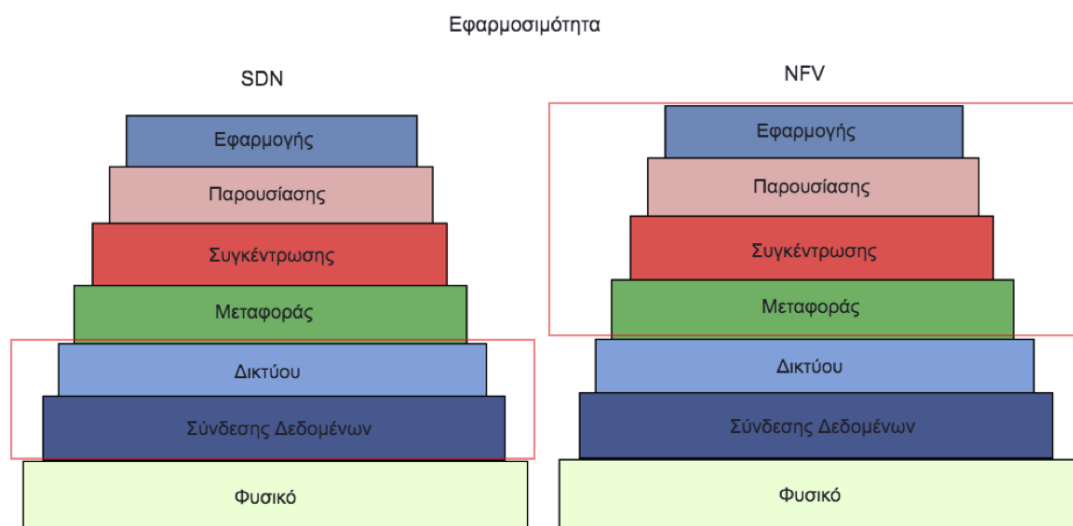 Εφαρμοσιμότητα
SDN
Εφαρμογής
Παρουσίασης
Συγκέντρωσης
Μεταφοράς
Δικτύου
Σύνδεσης Δεδομένων
Φυσικό
NFV
Εφαρμογής
Παρουσίασης
Συγκέντρωσης
Μεταφοράς
Δικτύου
Σύνδεσης Δεδομένων
Φυσικό